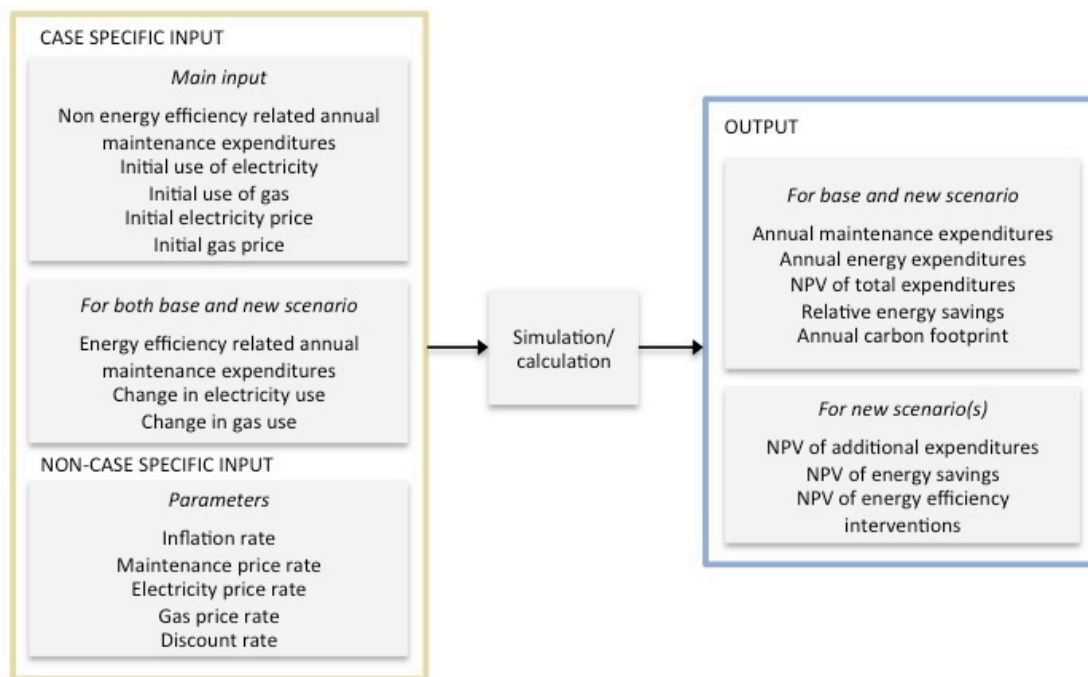 CASE SPECIFIC INPUT
Main input
Non energy efficiency related annual
maintenance expenditures
Initial use of electricity
Initial use of gas
Initial electricity price
Initial gas price
For both base and new scenario
Energy efficiency related annual
maintenance expenditures
Change in electricity use
Change in gas use
NON-CASE SPECIFIC INPUT
Parameters
Inflation rate
Maintenance price rate
Electricity price rate
Gas price rate
Discount rate
Simulation/
calculation
OUTPUT
For base and new scenario
Annual maintenance expenditures
Annual energy expenditures
NPV of total expenditures
Relative energy savings
Annual carbon footprint
For new scenario(s)
NPV of additional expenditures
NPV of energy savings
NPV of energy efficiency
interventions